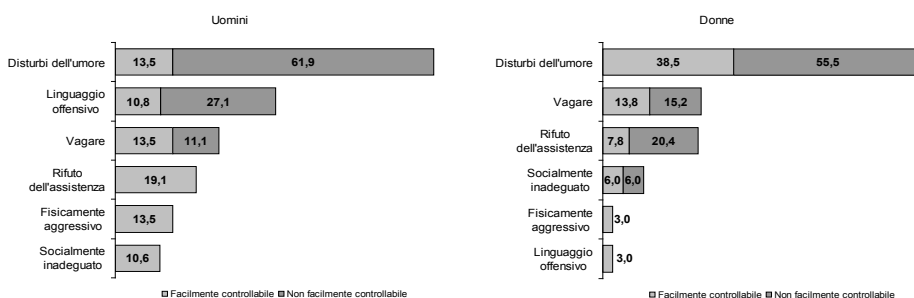 Uomini
Disturbi dell'umore
13,5
61,9
Linguaggio
offensivo
10,8
27,1
Vagare
13,5
11,1
Rifuto
dell'assistenza
19,1
Fisicamente
aggressivo
13,5
Socialmente
inadeguato
10,6
Facilmente controllabile
Non facilmente controllabile
Donne
Disturbi dell'umore
38,5
55,5
Vagare
13,8
15,2
Rifuto
dell'assistenza
7,8
20,4
Socialmente
inadeguato
6,0
6,0
Fisicamente
aggressivo
3,0
Linguaggio
offensivo
3,0
Facilmente controllabile
Non facilmente controllabile